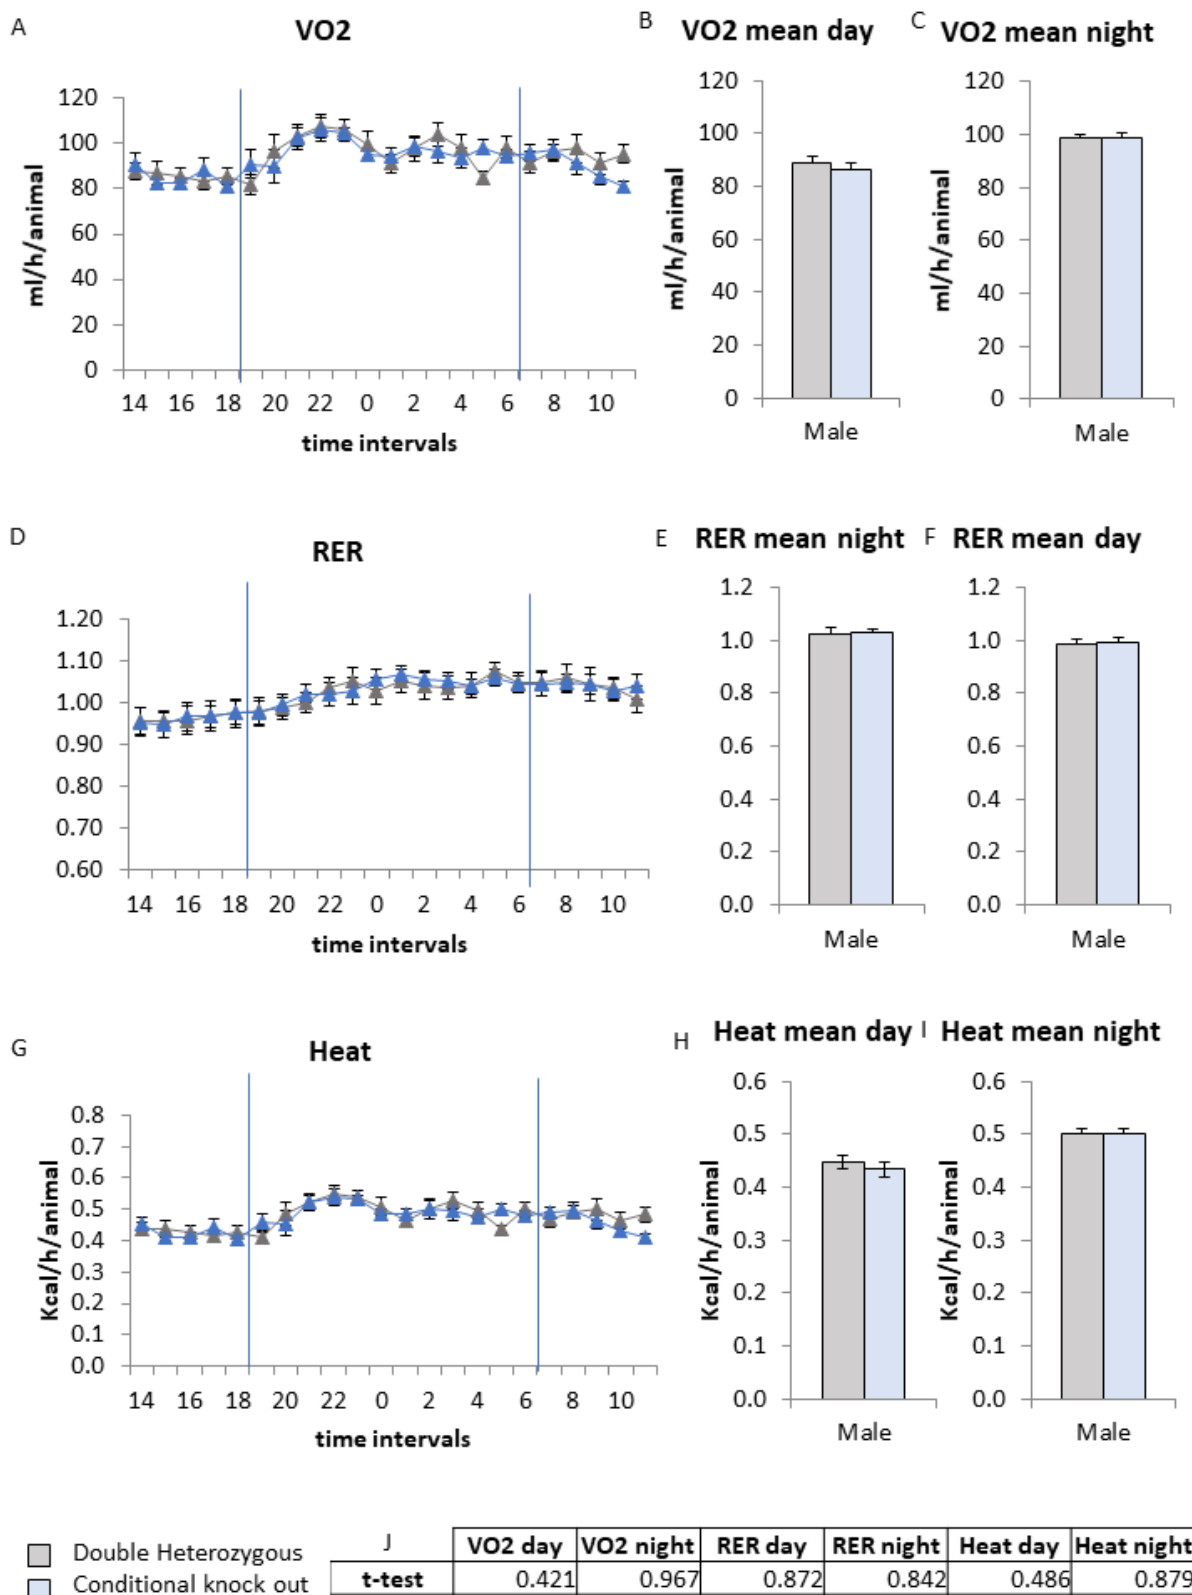 A
VO2
120
100
80
60
40
20
0
14 16 18 20 22 0 2 4 6 8 10
time intervals
ml/h/animal
B
VO2 mean day
120
100
80
60
40
20
0
Male
ml/h/animal
C
VO2 mean night
120
100
80
60
40
20
0
Male
ml/h/animal
D
RER
1.20
1.10
1.00
0.90
0.80
0.70
0.60
14 16 18 20 22 0 2 4 6 8 10
time intervals
E
RER mean night
1.2
1.0
0.8
0.6
0.4
0.2
0.0
Male
F
RER mean day
1.2
1.0
0.8
0.6
0.4
0.2
0.0
Male
G
Heat
0.8
0.7
0.6
0.5
0.4
0.3
0.2
0.1
0.0
14 16 18 20 22 0 2 4 6 8 10
time intervals
Kcal/h/animal
H
Heat mean day
0.6
0.5
0.4
0.3
0.2
0.1
0.0
Male
Kcal/h/animal
I
Heat mean night
0.6
0.5
0.4
0.3
0.2
0.1
0.0
Male
Kcal/h/animal
Double Heterozygous
Conditional knock out
J VO2 day VO2 night RER day RER night Heat day Heat night
t-test 0.421 0.967 0.872 0.842 0.486 0.879